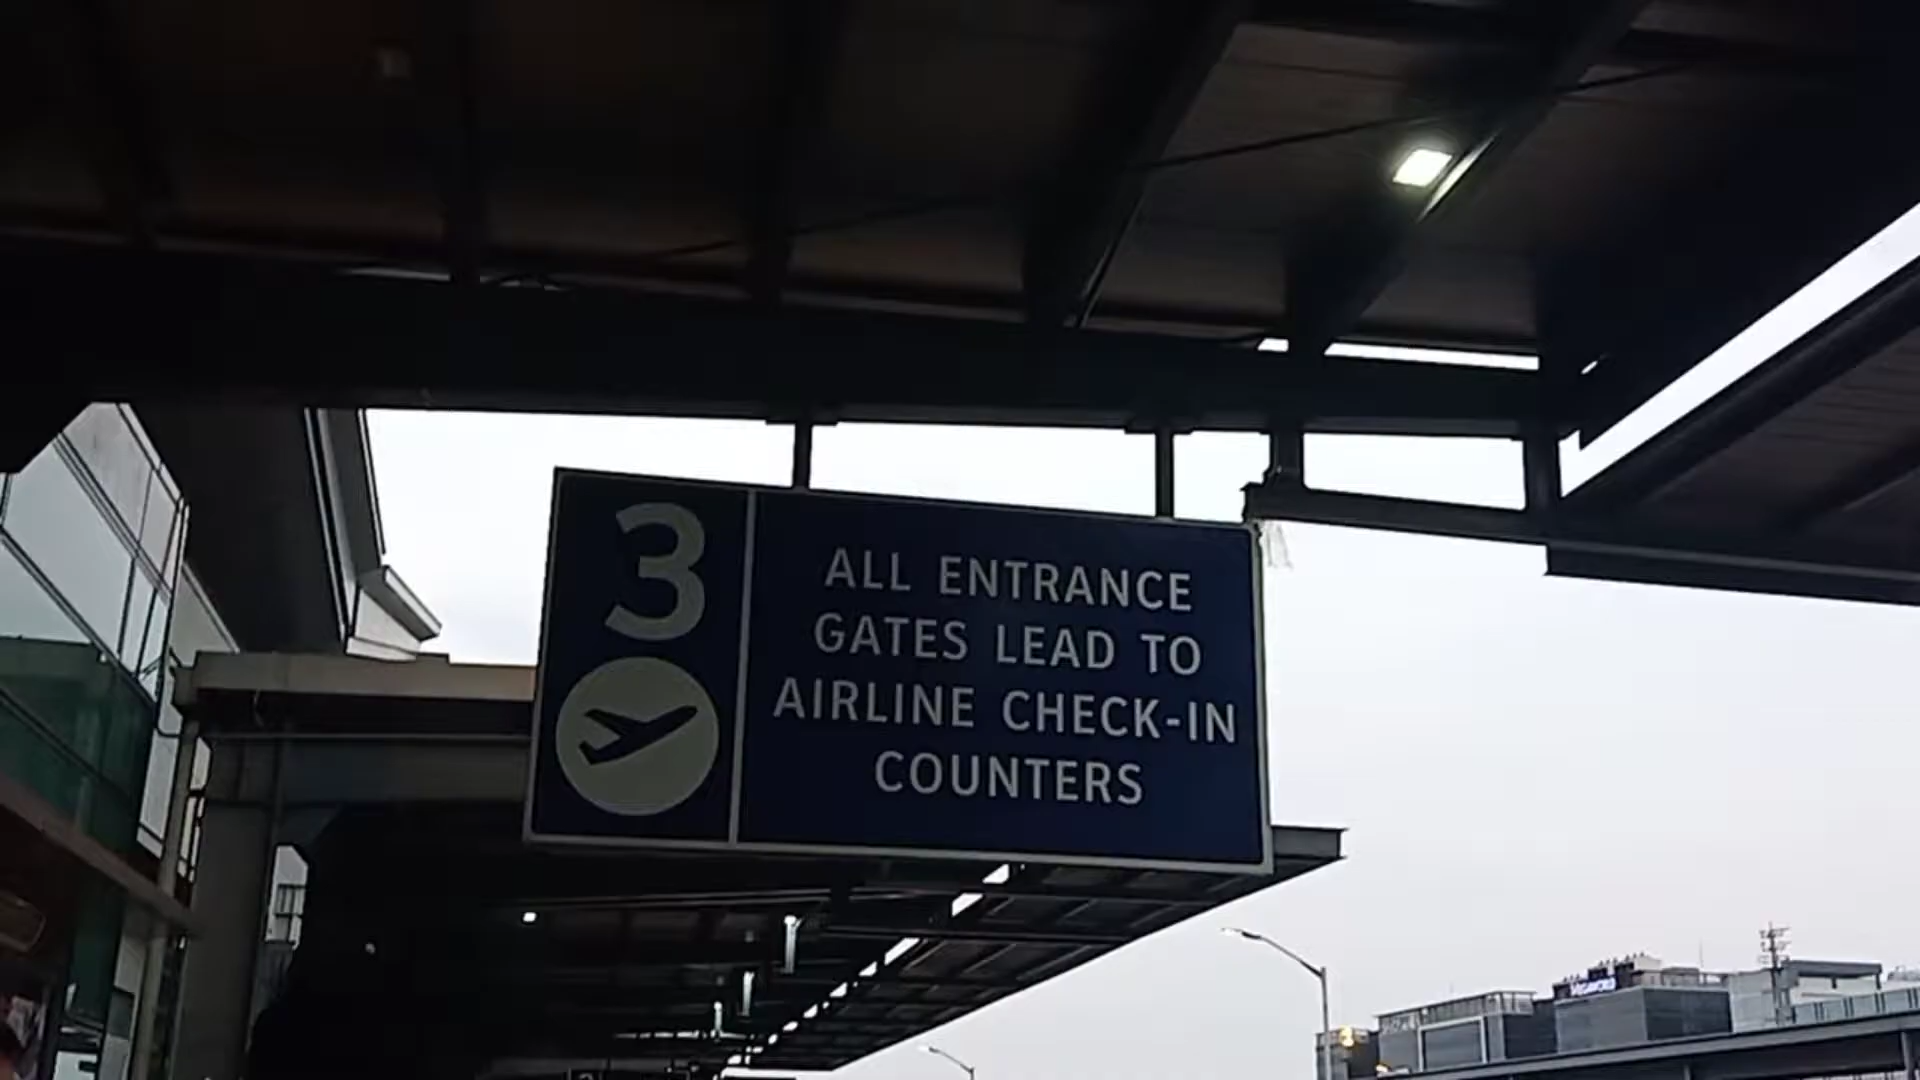 3
ALL ENTRANCE
GATES LEAD TO
AIRLINE CHECK-IN
COUNTERS